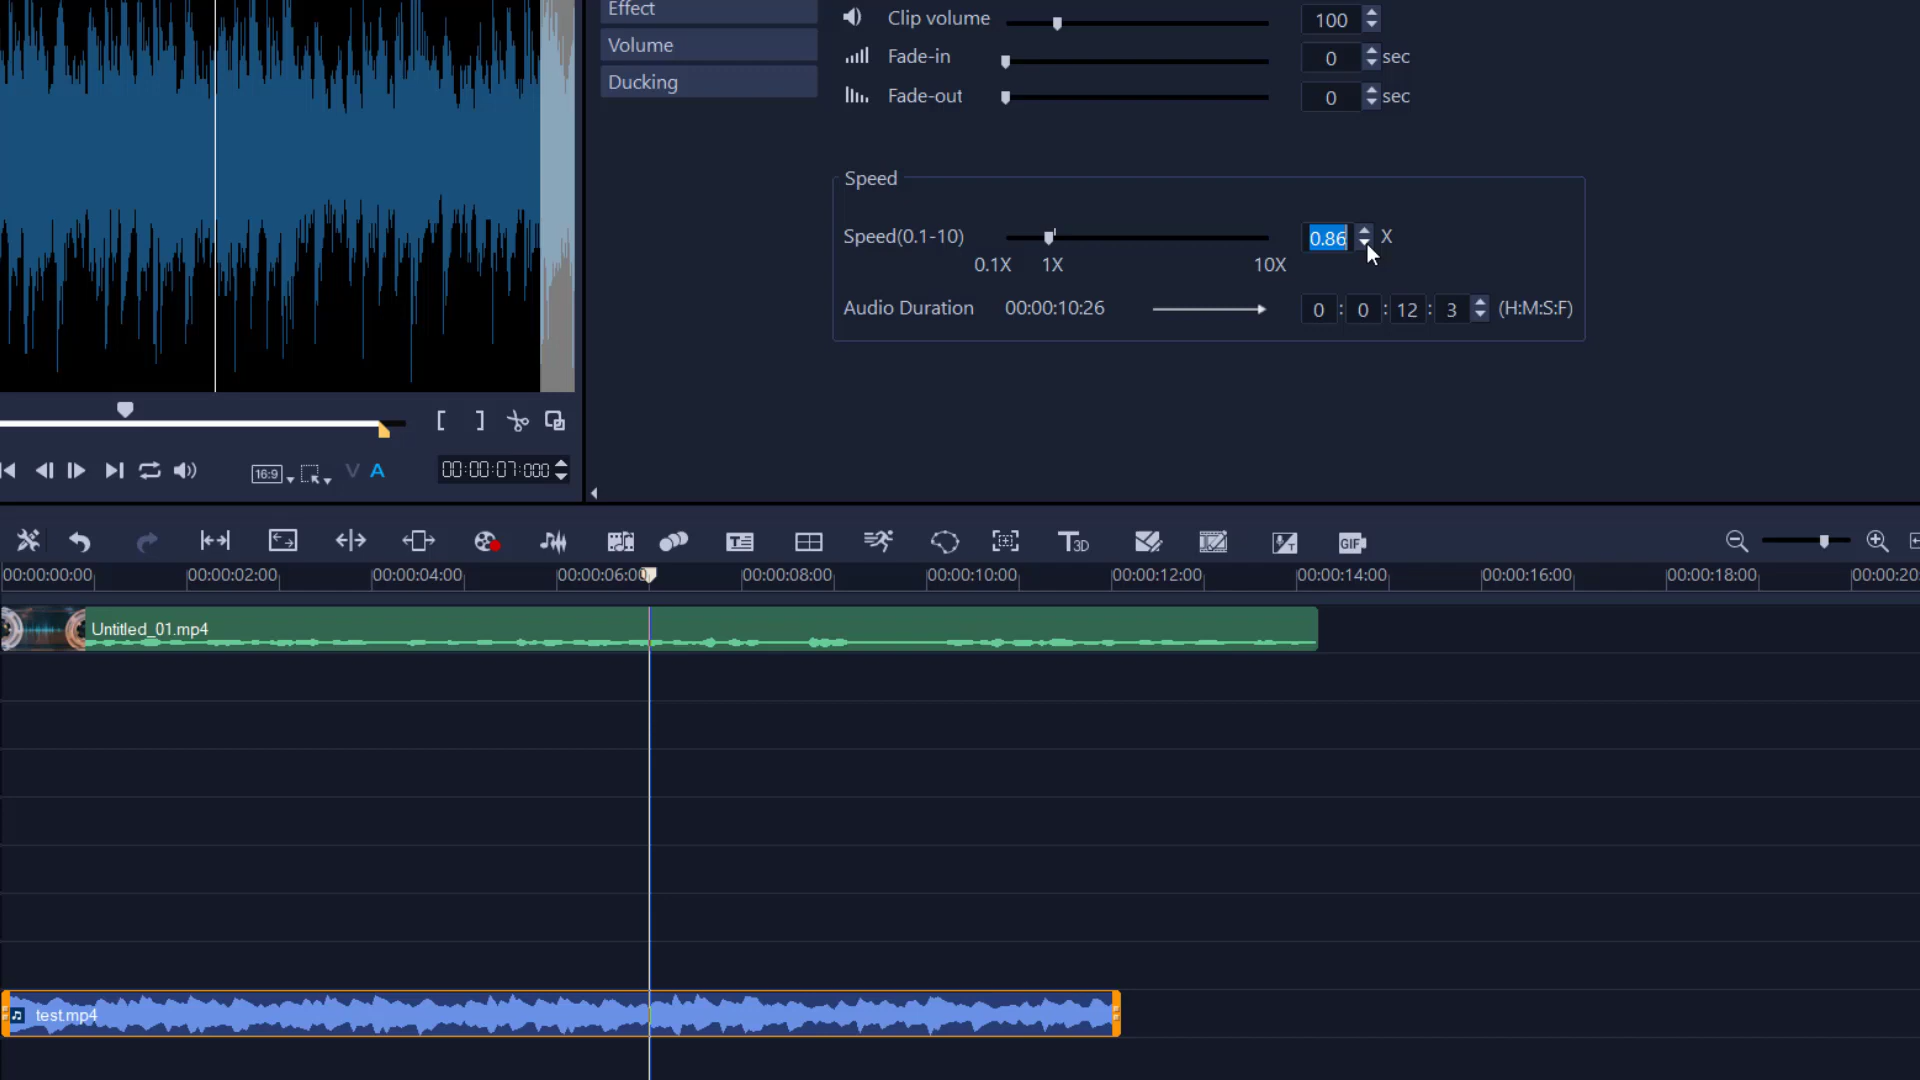 Effect
Volume
Ducking
Clip volume 100
Fade-in 0 sec
Fade-out 0 sec
Speed
Speed(0.1-10) 0.86 X
0.1X 1X 10X
Audio Duration 00:00:10:26 0 : 0 : 12 : 3 (H:M:S:F)
16:9 V A 00:00:07:000
T3D GIF
00:00:00:00 00:00:02:00 00:00:04:00 00:00:06:0 00:00:08:00 00:00:10:00 00:00:12:00 00:00:14:00 00:00:16:00 00:00:18:00 00:00:20
Untitled_01.mp4
test.mp4